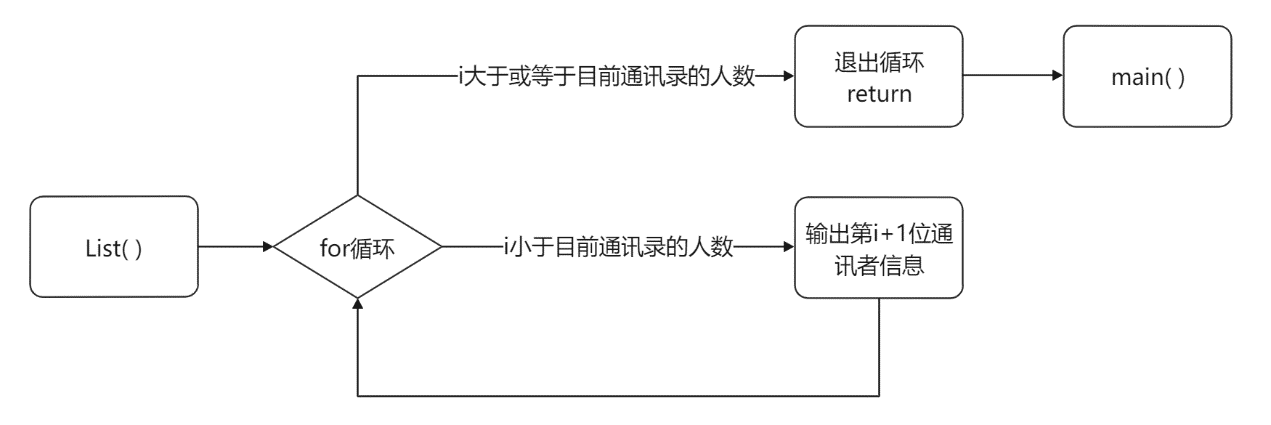 i大于或等于目前通讯录的人数
退出循环
return
main( )
List( )
for循环
i小于目前通讯录的人数
输出第i+1位通
讯者信息